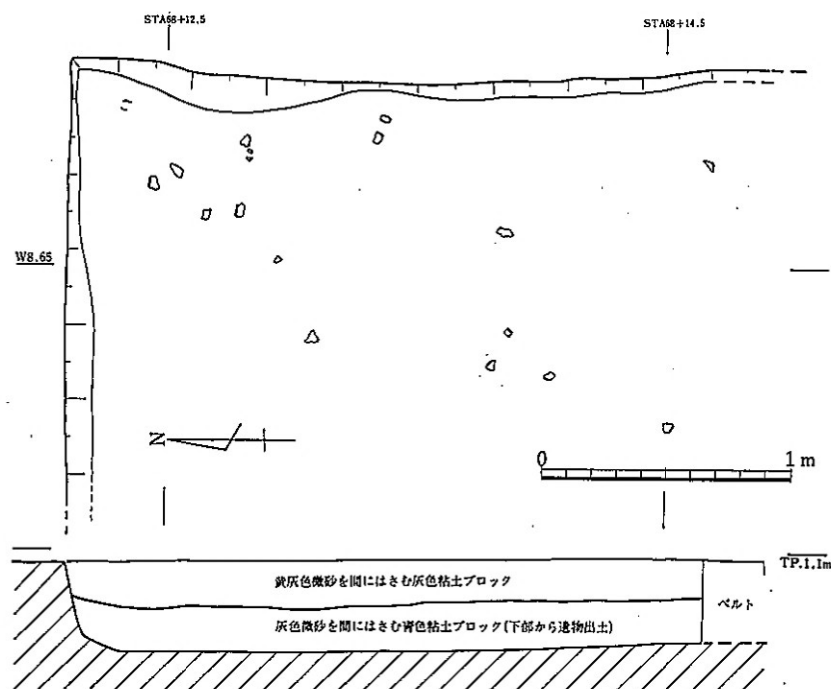 STA68+12.5
STA68+14.5
W8.65
N
0 1m
TP.1.1m
黄灰色微砂を間にはさむ灰色粘土ブロック
ベルト
灰色微砂を間にはさむ青色粘土ブロック(下部から遺物出土)